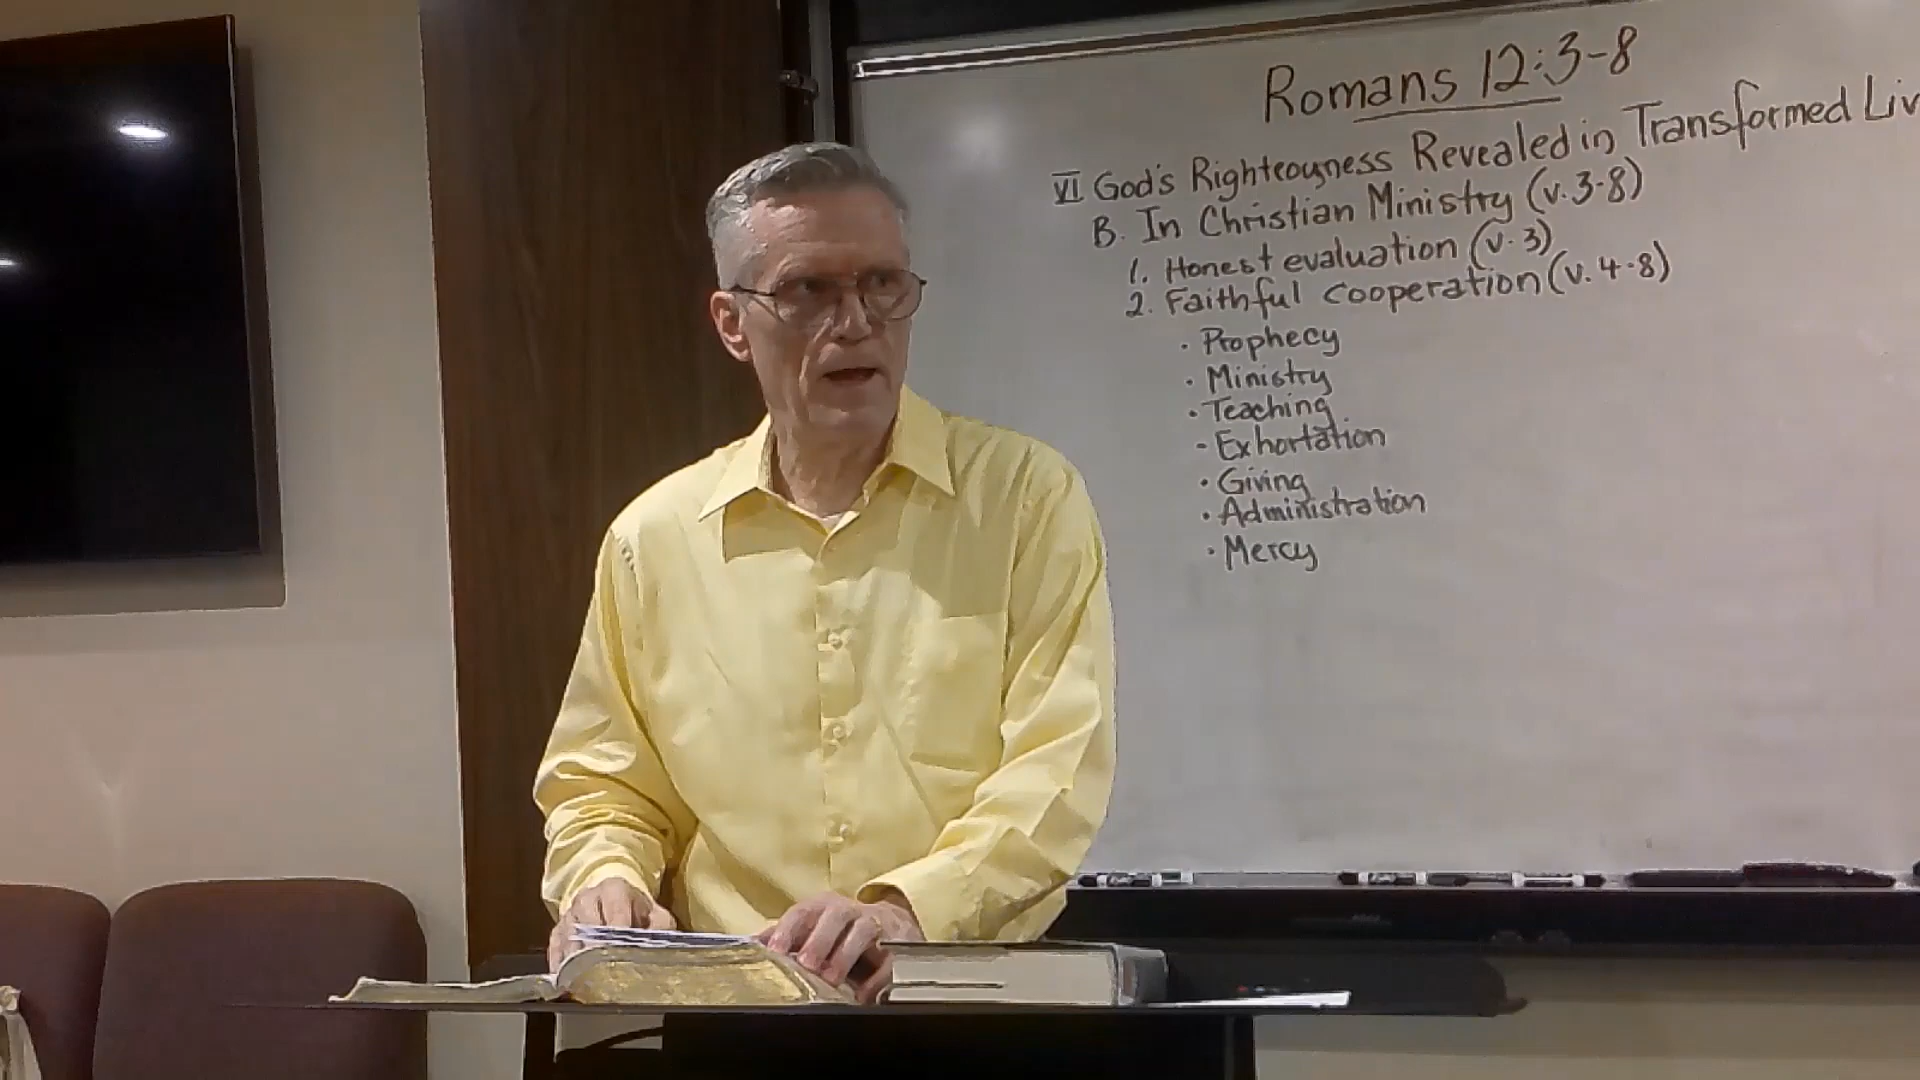 Romans 12:3-8
VI God's Righteousness Revealed in Transformed Liv
B. In Christian Ministry (v. 3-8)
1. Honest evaluation (v. 3)
2. Faithful cooperation (v. 4-8)
· Prophecy
· Ministry
· Teaching
- Exhortation
· Giving
· Administration
· Mercy